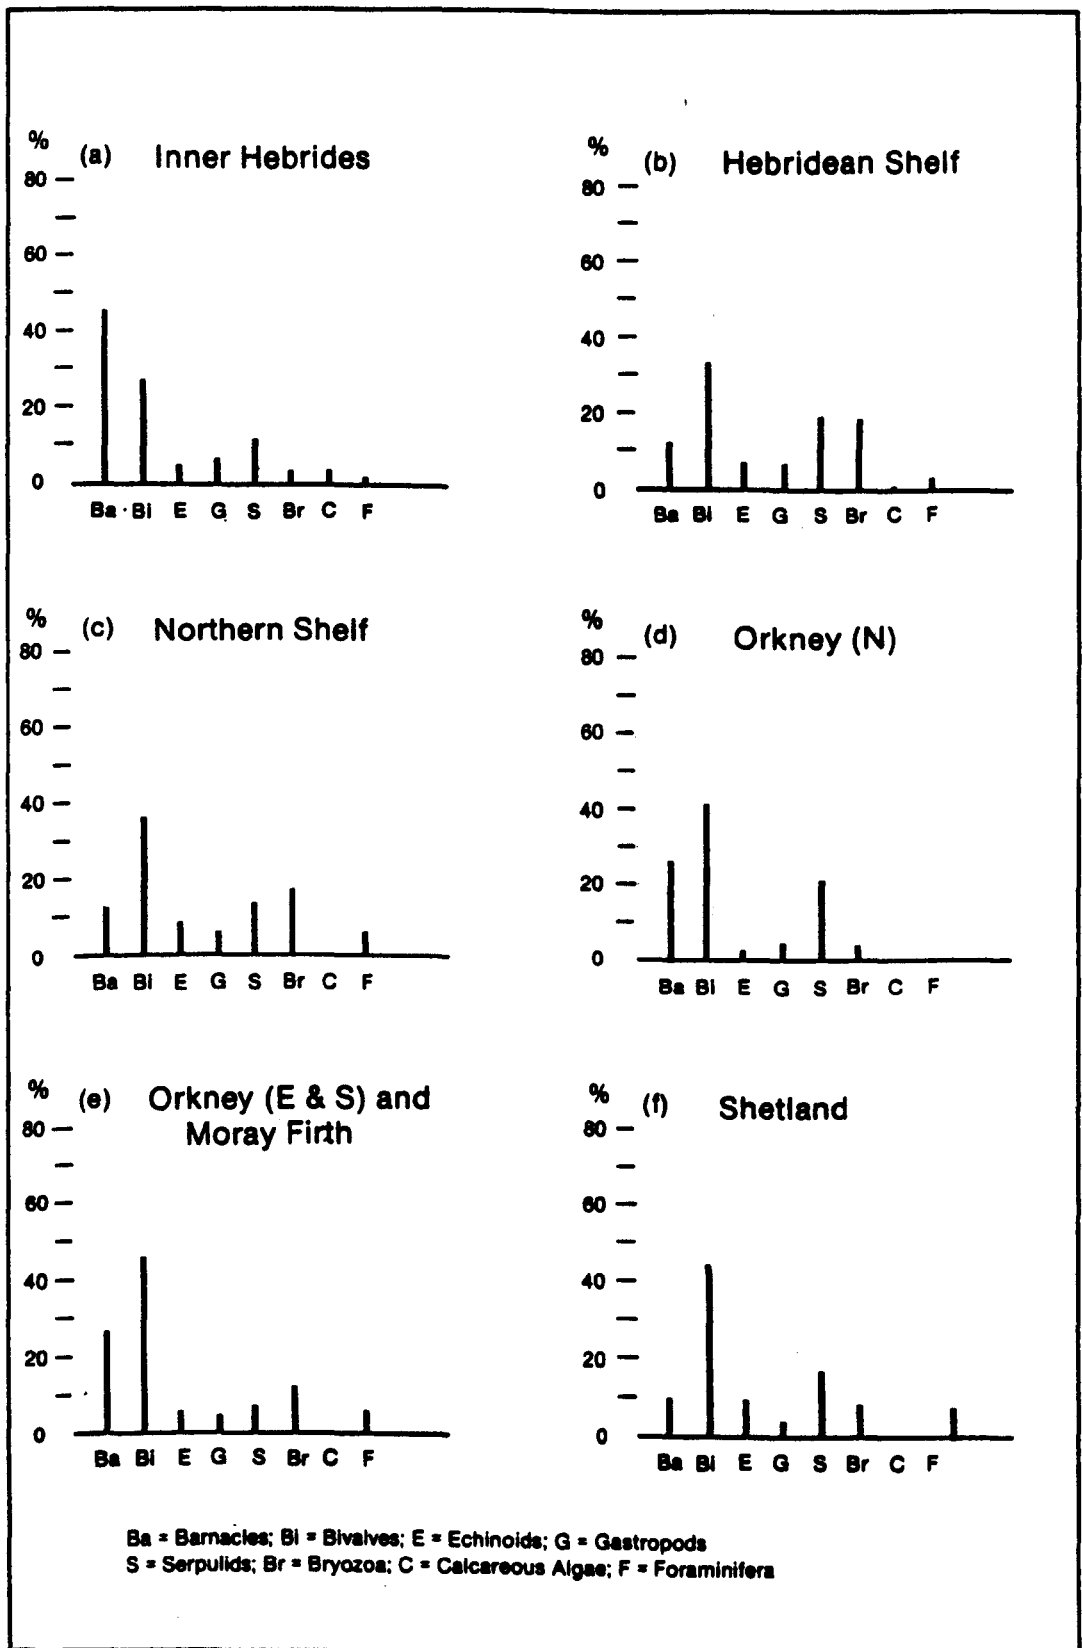 % (a) Inner Hebrides
80
60
40
20
0
Ba Bi E G S Br C F
% (b) Hebridean Shelf
80
60
40
20
0
Ba Bi E G S Br C F
% (c) Northern Shelf
80
60
40
20
0
Ba Bi E G S Br C F
% (d) Orkney (N)
80
60
40
20
0
Ba Bi E G S Br C F
% (e) Orkney (E & S) and
Moray Firth
80
60
40
20
0
Ba Bi E G S Br C F
% (f) Shetland
80
60
40
20
0
Ba Bi E G S Br C F
Ba = Barnacles; Bi = Bivalves; E = Echinoids; G = Gastropods
S = Serpulids; Br = Bryozoa; C = Calcareous Algae; F = Foraminifera